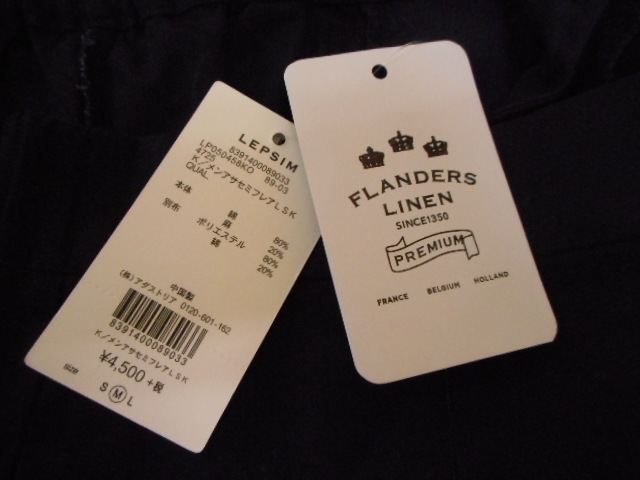 LEPSIM
8391400089033
LP050458KO 89-03
4725
K／メンアサセミフレアLSK
QUAL
本体 綿 80%
麻 20%
別布 ポリエステル 80%
綿 20%
中国製
(株)アダストリア 0120-601-162
8391400089033
K／メンアサセミフレアLSK
¥4,500+税
SIZE S M L
FLANDERS
LINEN
SINCE1350
PREMIUM
FRANCE BELGIUM HOLLAND